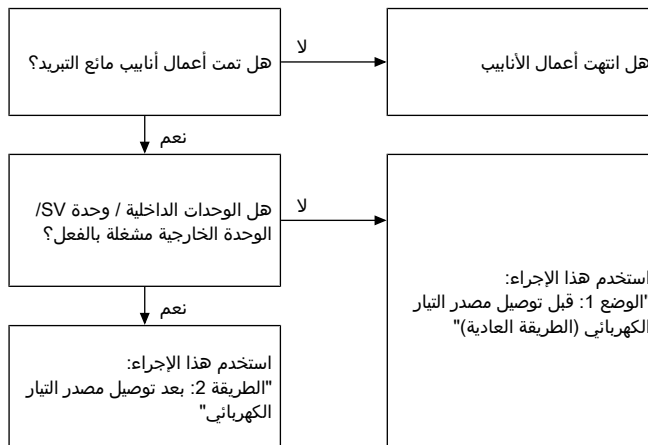 هل تمت أعمال أنابيب مائع التبريد؟
لا
هل انتهت أعمال الأنابيب
نعم
هل الوحدات الداخلية / وحدة SV/
الوحدة الخارجية مشغلة بالفعل؟
لا
استخدم هذا الإجراء:
"الوضع 1: قبل توصيل مصدر التيار
الكهربائي (الطريقة العادية)"
نعم
استخدم هذا الإجراء:
"الطريقة 2: بعد توصيل مصدر التيار
الكهربائي"